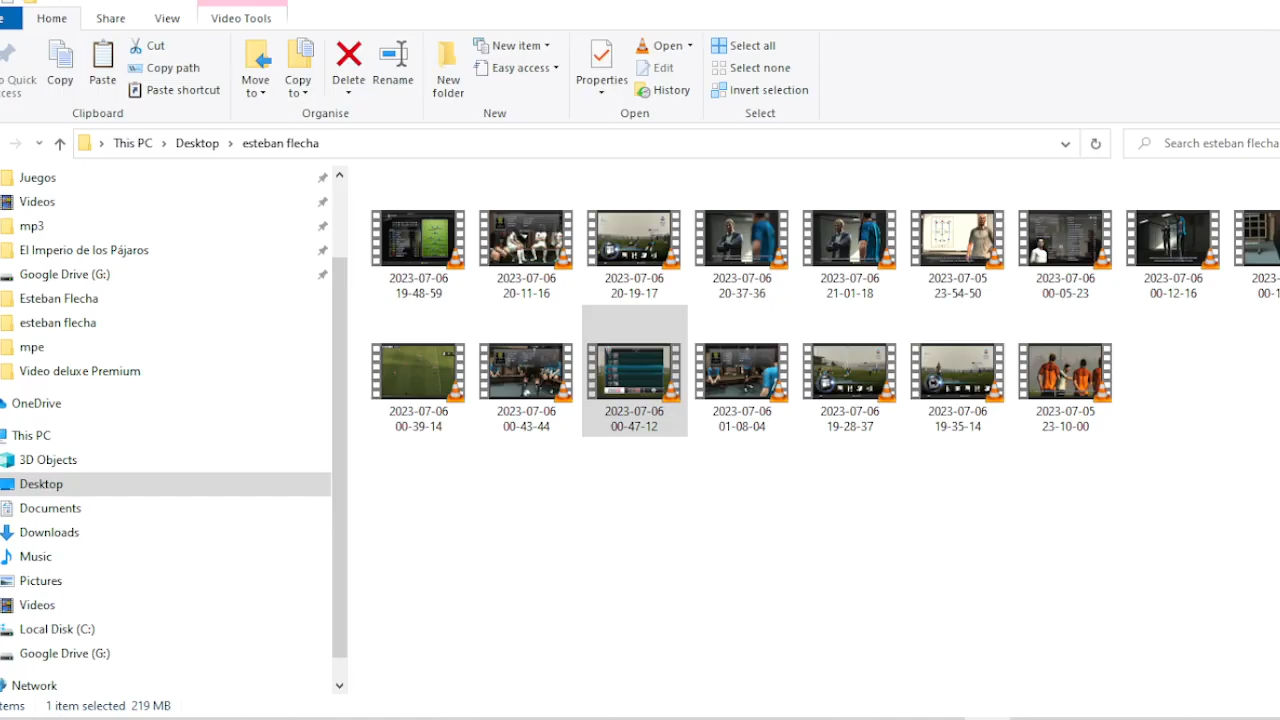 Home Share View Video Tools
Copy
Paste
Cut
Copy path
Paste shortcut
Quick
Move to
Copy to
Delete
Rename
New folder
New item
Easy access
Properties
Open
Edit
History
Select all
Select none
Invert selection
Clipboard Organise New Open Select
This PC Desktop esteban flecha
Search esteban flecha
Juegos
Videos
mp3
El Imperio de los Pájaros
Google Drive (G:)
Esteban Flecha
esteban flecha
mpe
Video deluxe Premium
OneDrive
This PC
3D Objects
Desktop
Documents
Downloads
Music
Pictures
Videos
Local Disk (C:)
Google Drive (G:)
Network
2023-07-06
19-48-59
2023-07-06
20-11-16
2023-07-06
20-19-17
2023-07-06
20-37-36
2023-07-06
21-01-18
2023-07-05
23-54-50
2023-07-06
00-05-23
2023-07-06
00-12-16
2023-07-06
00-39-14
2023-07-06
00-43-44
2023-07-06
00-47-12
2023-07-06
01-08-04
2023-07-06
19-28-37
2023-07-06
19-35-14
2023-07-05
23-10-00
1 item selected 219 MB